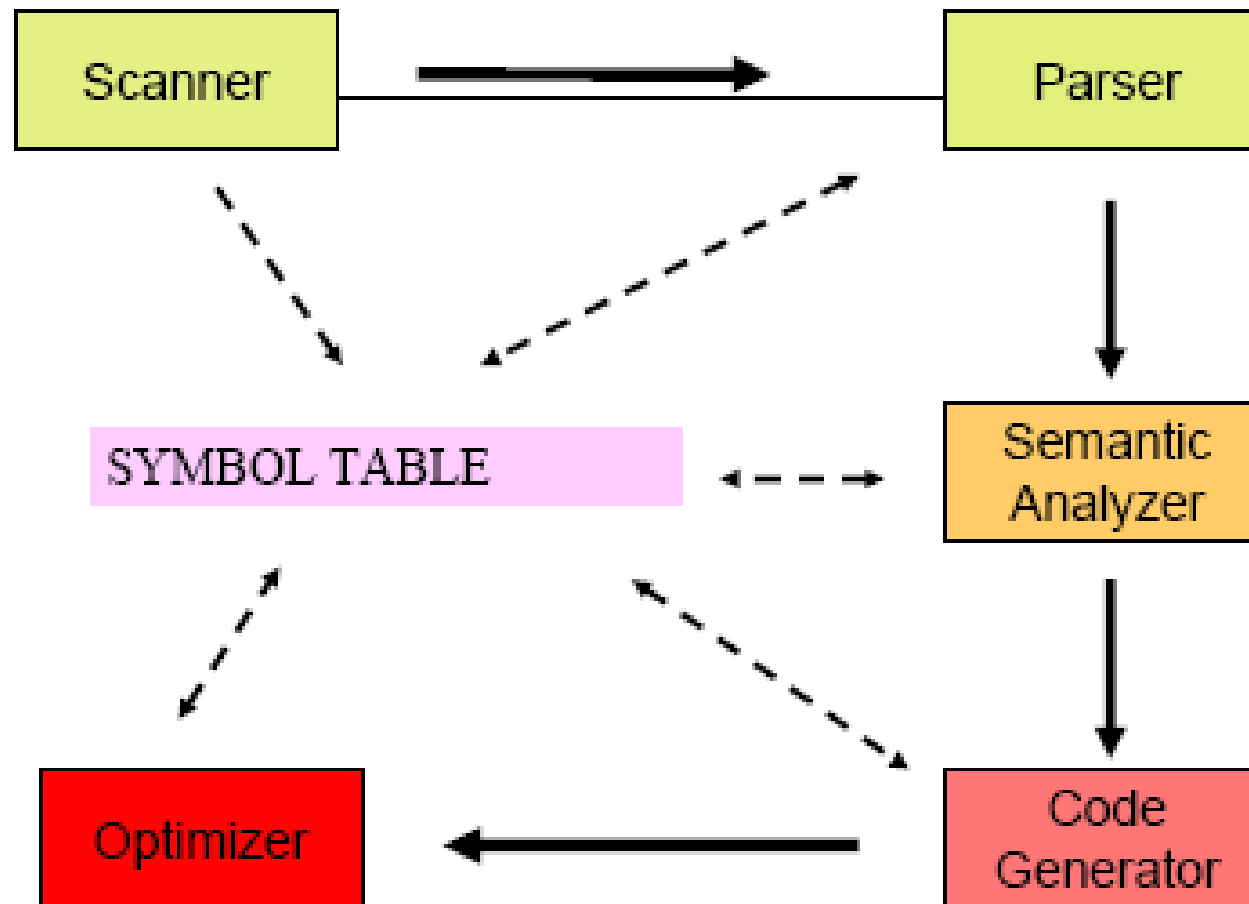 Scanner
Parser
SYMBOL TABLE
Semantic
Analyzer
Optimizer
Code
Generator